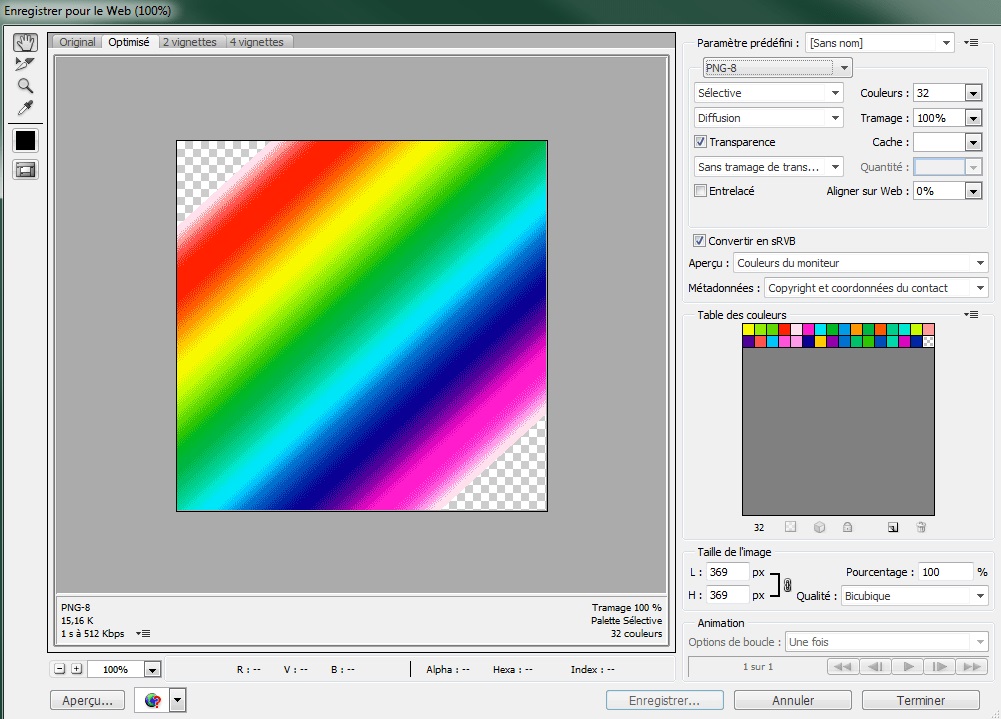 Enregistrer pour le Web (100%)
Original Optimisé 2 vignettes 4 vignettes
PNG-8
15,16 K
1 s à 512 Kbps
Tramage 100 %
Palette Sélective
32 couleurs
100% R : -- V : -- B : -- Alpha : -- Hexa : -- Index : --
Aperçu... Enregistrer... Annuler Terminer
Paramètre prédéfini : [Sans nom]
PNG-8
Sélective Couleurs : 32
Diffusion Tramage : 100%
Transparence Cache :
Sans tramage de trans... Quantité :
Entrelacé Aligner sur Web : 0%
Convertir en sRVB
Aperçu : Couleurs du moniteur
Métadonnées : Copyright et coordonnées du contact
Table des couleurs
32
Taille de l'image
L : 369 px Pourcentage : 100 %
H : 369 px Qualité : Bicubique
Animation
Options de boucle : Une fois
1 sur 1